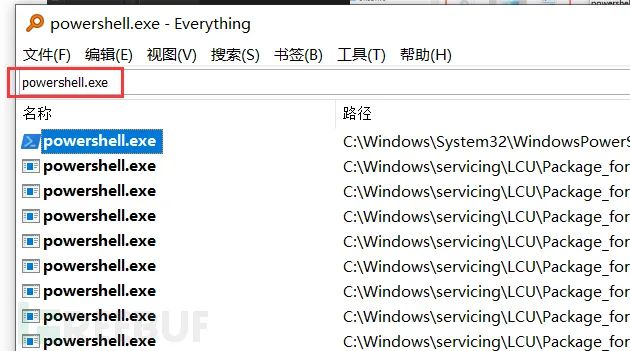 powershell.exe - Everything
文件(F) 编辑(E) 视图(V) 搜索(S) 书签(B) 工具(T) 帮助(H)
powershell.exe
名称 路径
powershell.exe C:\Windows\System32\WindowsPowerS
powershell.exe C:\Windows\servicing\LCU\Package_for
powershell.exe C:\Windows\servicing\LCU\Package_for
powershell.exe C:\Windows\servicing\LCU\Package_for
powershell.exe C:\Windows\servicing\LCU\Package_for
powershell.exe C:\Windows\servicing\LCU\Package_for
powershell.exe C:\Windows\servicing\LCU\Package_for
powershell.exe C:\Windows\servicing\LCU\Package_for
powershell.exe C:\Windows\servicing\LCU\Package_for